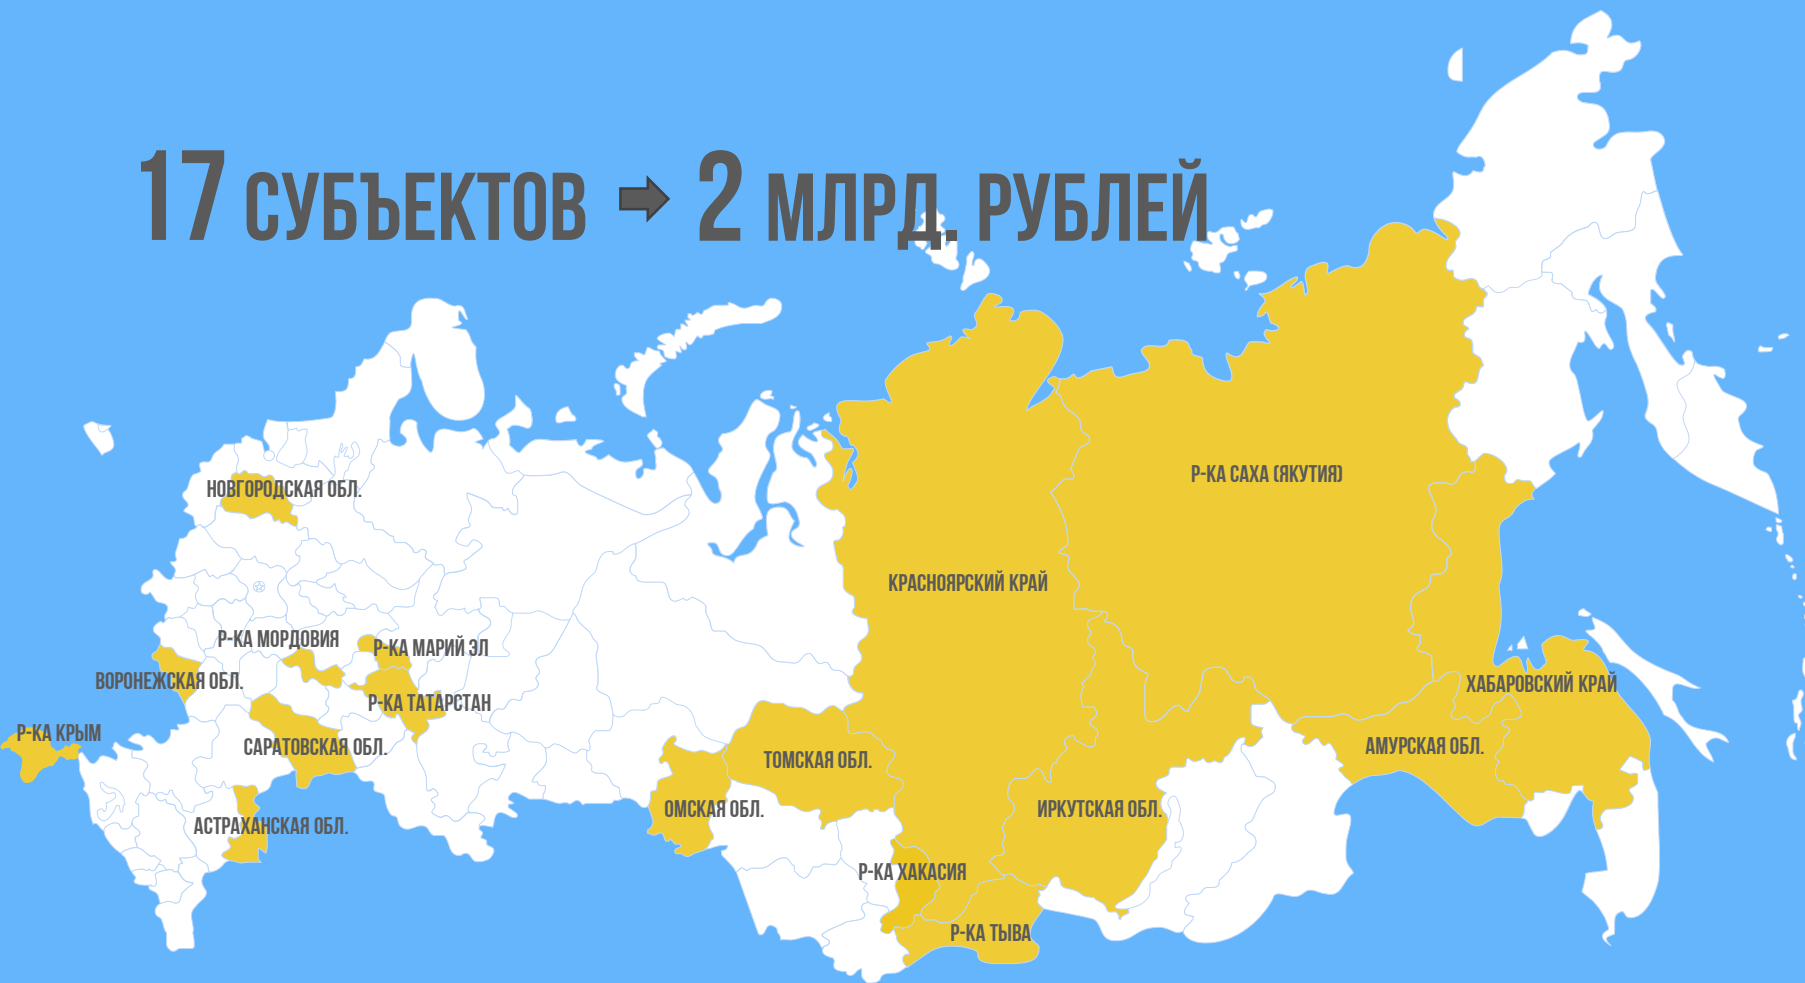 17 СУБЪЕКТОВ 2 МЛРД. РУБЛЕЙ
Р-КА САХА (ЯКУТИЯ)
НОВГОРОДСКАЯ ОБЛ.
КРАСНОЯРСКИЙ КРАЙ
Р-КА МОРДОВИЯ
Р-КА МАРИЙ ЭЛ
ВОРОНЕЖСКАЯ ОБЛ.
ХАБАРОВСКИЙ КРАЙ
Р-КА ТАТАРСТАН
Р-КА КРЫМ
САРАТОВСКАЯ ОБЛ.
АМУРСКАЯ ОБЛ.
ТОМСКАЯ ОБЛ.
ОМСКАЯ ОБЛ.
ИРКУТСКАЯ ОБЛ.
АСТРАХАНСКАЯ ОБЛ.
Р-КА ХАКАСИЯ
Р-КА ТЫВА